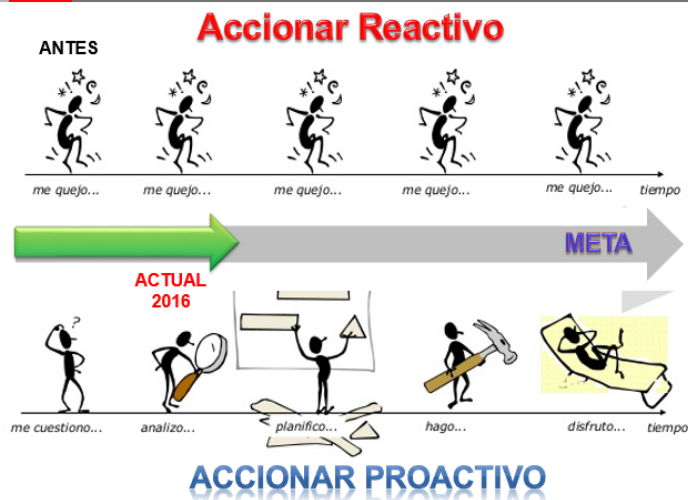 Accionar Reactivo
ANTES
me quejo... me quejo... me quejo... me quejo... me quejo... tiempo
META
ACTUAL
2016
?
me cuestiono... analizo... planifico... hago... disfruto... tiempo
ACCIONAR PROACTIVO